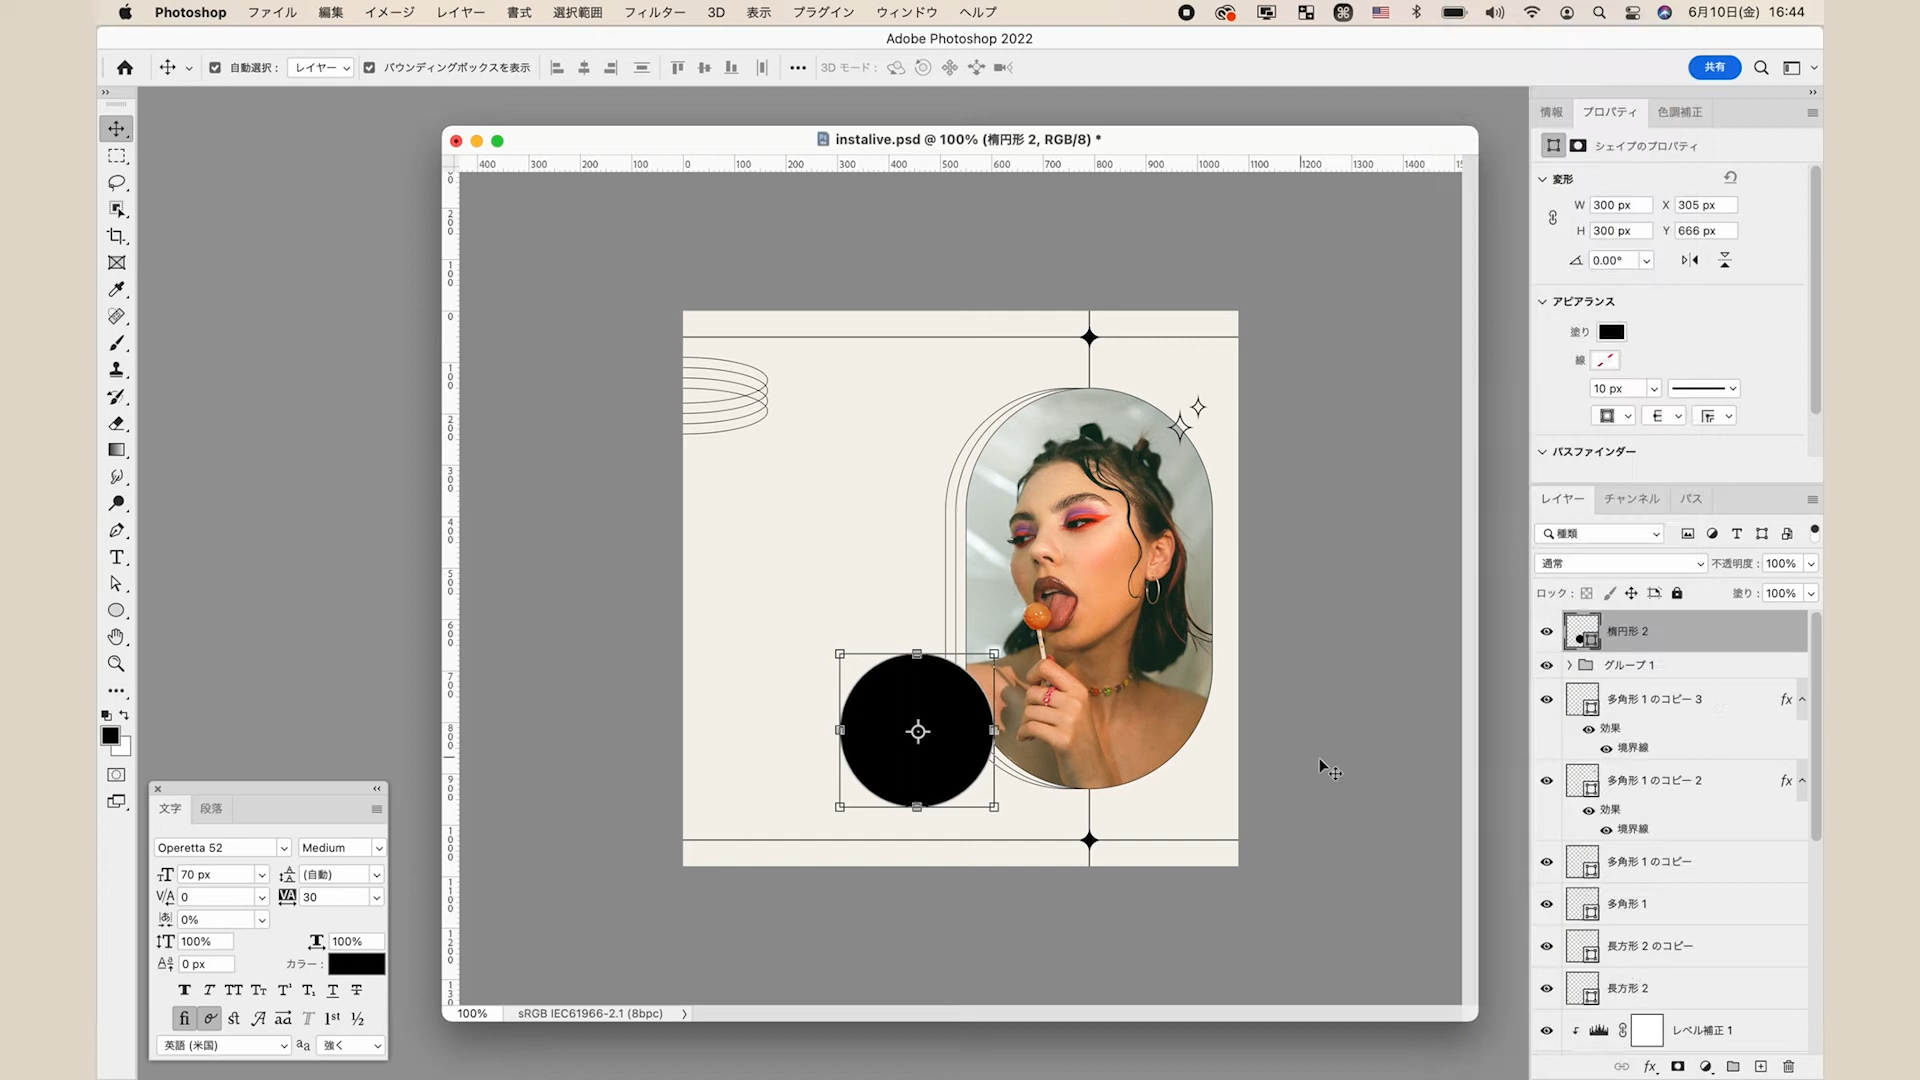 Photoshop ファイル 編集 イメージ レイヤー 書式 選択範囲 フィルター 3D 表示 プラグイン ウィンドウ ヘルプ 6月10日(金) 16:44
Adobe Photoshop 2022
自動選択： レイヤー バウンディングボックスを表示 3D モード： 共有
情報 プロパティ 色調補正
instalive.psd @ 100% (楕円形 2, RGB/8) *
シェイプのプロパティ
400 300 200 100 0 100 200 300 400 500 600 700 800 900 1000 1100 1200 1300 1400
変形
W 300 px X 305 px
H 300 px Y 666 px
0.00°
アピアランス
塗り
線
10 px
パスファインダー
レイヤー チャンネル パス
種類
通常 不透明度： 100%
ロック： 塗り： 100%
楕円形 2
グループ 1
多角形 1 のコピー 3 fx
効果
境界線
多角形 1 のコピー 2 fx
効果
境界線
多角形 1 のコピー
多角形 1
長方形 2 のコピー
長方形 2
レベル補正 1
fx
文字 段落
Operetta 52 Medium
70 px (自動)
0 30
0%
100% 100%
0 px カラー：
T T TT TT T¹ T₁ T T
fi st A aa T 1st ½
英語 (米国) aa 強く
100% sRGB IEC61966-2.1 (8bpc)